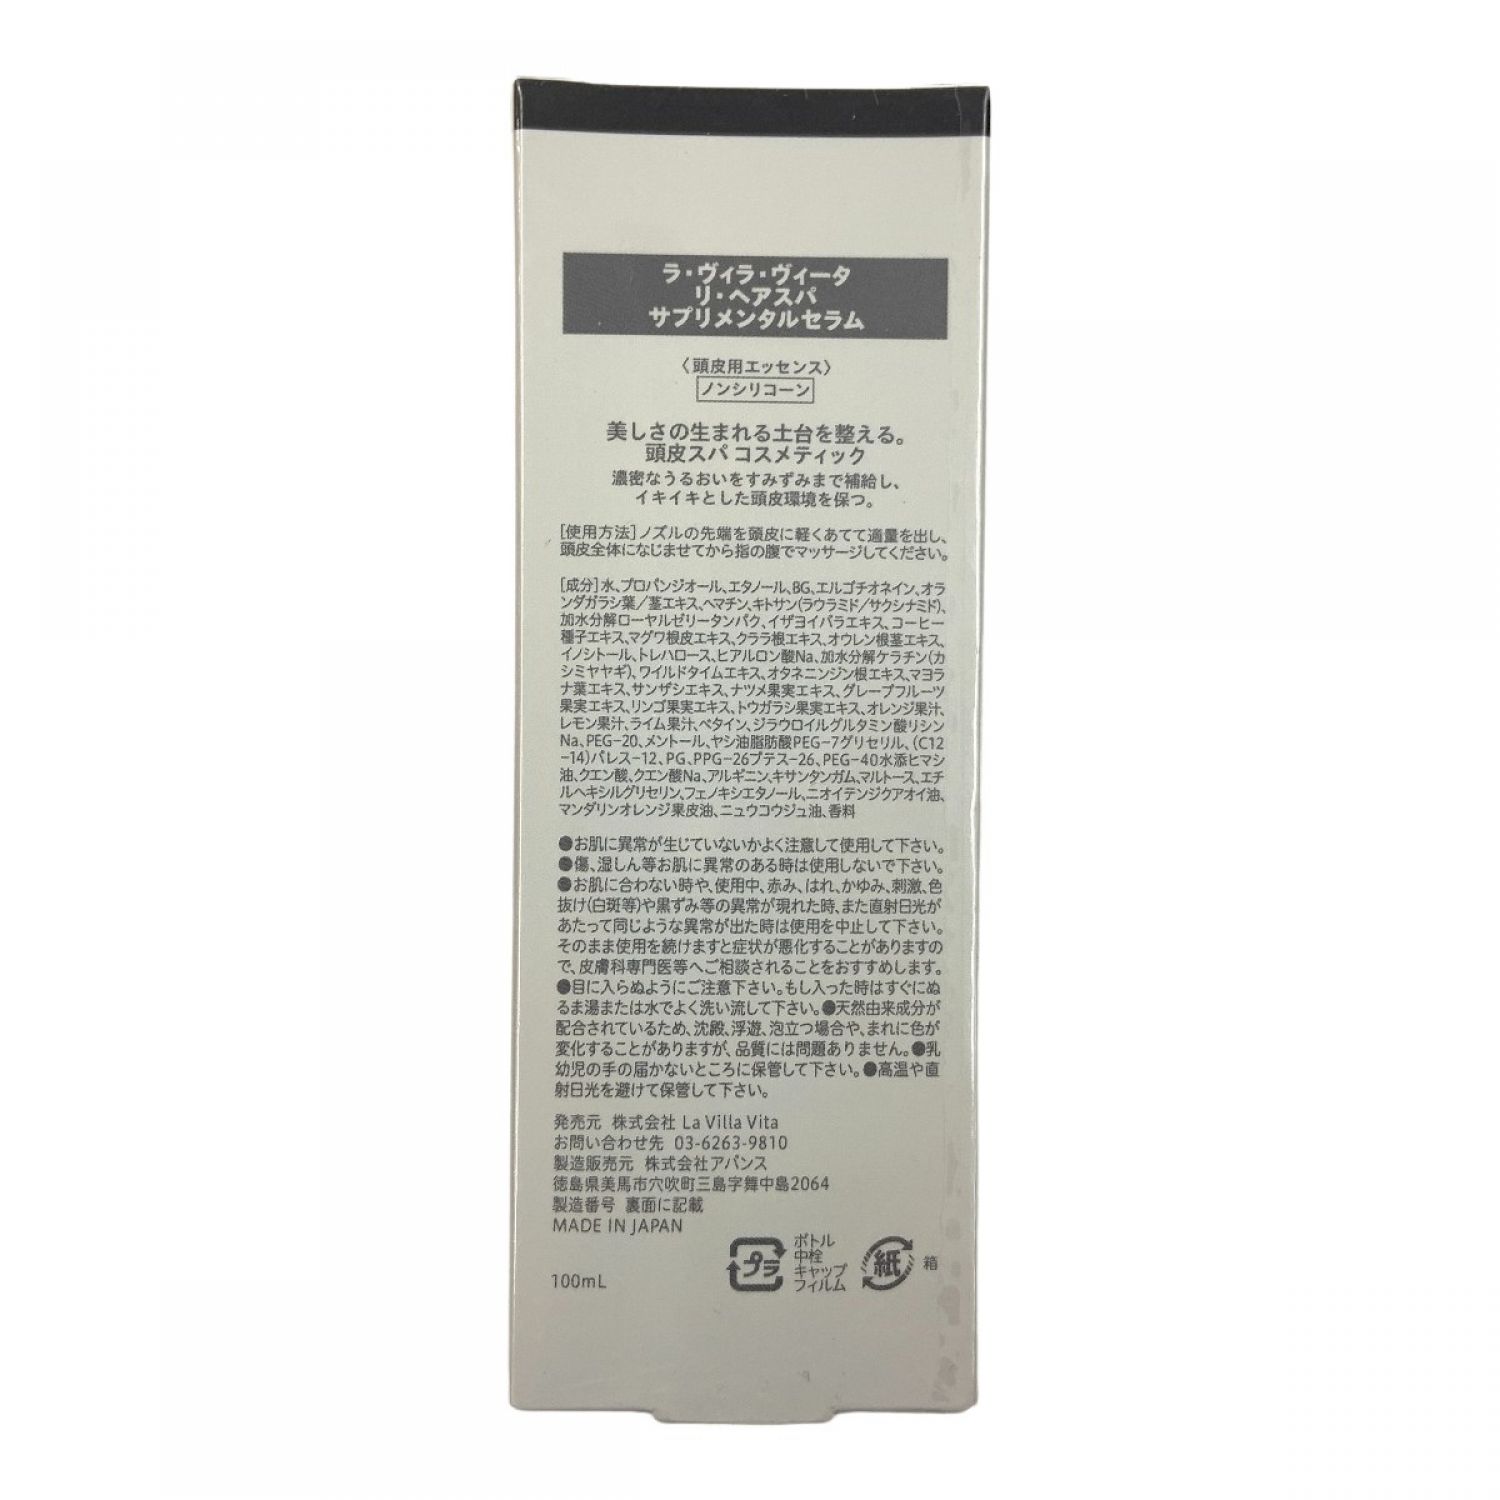 ラ・ヴィラ・ヴィータ
リ・ヘアスパ
サプリメンタルセラム
〈頭皮用エッセンス〉
ノンシリコーン
美しさの生まれる土台を整える。
頭皮スパ コスメティック
濃密なうるおいをすみずみまで補給し、
イキイキとした頭皮環境を保つ。
[使用方法]ノズルの先端を頭皮に軽くあてて適量を出し、
頭皮全体になじませてから指の腹でマッサージしてください。
[成分]水、プロパンジオール、エタノール、BG、エルゴチオネイン、オラ
ンダガラシ葉/茎エキス、ヘマチン、キトサン(ラウラミド/サクシナミド)、
加水分解ローヤルゼリータンパク、イザヨイバラエキス、コーヒー
種子エキス、マグワ根皮エキス、クララ根エキス、オウレン根茎エキス、
イノシトール、トレハロース、ヒアルロン酸Na、加水分解ケラチン(カ
シミヤヤギ)、ワイルドタイムエキス、オタネニンジン根エキス、マヨラ
ナ葉エキス、サンザシエキス、ナツメ果実エキス、グレープフルーツ
果実エキス、リンゴ果実エキス、トウガラシ果実エキス、オレンジ果汁、
レモン果汁、ライム果汁、ベタイン、ジラウロイルグルタミン酸リシン
Na、PEG-20、メントール、ヤシ油脂肪酸PEG-7グリセリル、(C12
-14)パレス-12、PG、PPG-26ブテス-26、PEG-40水添ヒマシ
油、クエン酸、クエン酸Na、アルギニン、キサンタンガム、マルトース、エチ
ルヘキシルグリセリン、フェノキシエタノール、ニオイテンジクアオイ油、
マンダリンオレンジ果皮油、ニュウコウジュ油、香料
●お肌に異常が生じていないかよく注意して使用して下さい。
●傷、湿しん等お肌に異常のある時は使用しないで下さい。
●お肌に合わない時や、使用中、赤み、はれ、かゆみ、刺激、色
抜け(白斑等)や黒ずみ等の異常が現れた時、また直射日光が
あたって同じような異常が出た時は使用を中止して下さい。
そのまま使用を続けますと症状が悪化することがありますの
で、皮膚科専門医等へご相談されることをおすすめします。
●目に入らぬようにご注意下さい。もし入った時はすぐにぬ
るま湯または水でよく洗い流して下さい。●天然由来成分が
配合されているため、沈殿、浮遊、泡立つ場合や、まれに色が
変化することがありますが、品質には問題ありません。●乳
幼児の手の届かないところに保管して下さい。●高温や直
射日光を避けて保管して下さい。
発売元 株式会社 La Villa Vita
お問い合わせ先 03-6263-9810
製造販売元 株式会社アバンス
徳島県美馬市穴吹町三島字舞中島2064
製造番号 裏面に記載
MADE IN JAPAN
100mL
プラ
ボトル
中栓
キャップ
フィルム
紙
箱